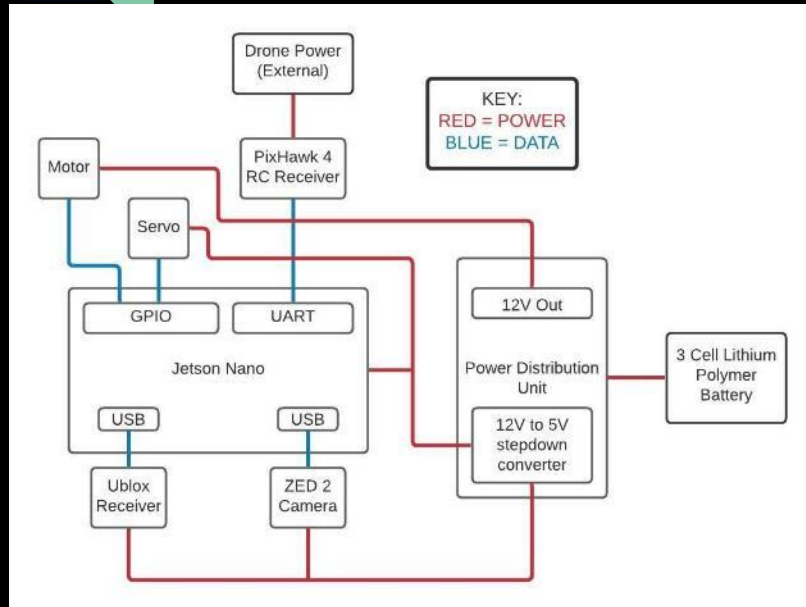 Drone Power
(External)
KEY:
RED = POWER
BLUE = DATA
Motor
PixHawk 4
RC Receiver
Servo
GPIO
UART
12V Out
Jetson Nano
Power Distribution
Unit
3 Cell Lithium
Polymer
Battery
USB
USB
12V to 5V
stepdown
converter
Ublox
Receiver
ZED 2
Camera